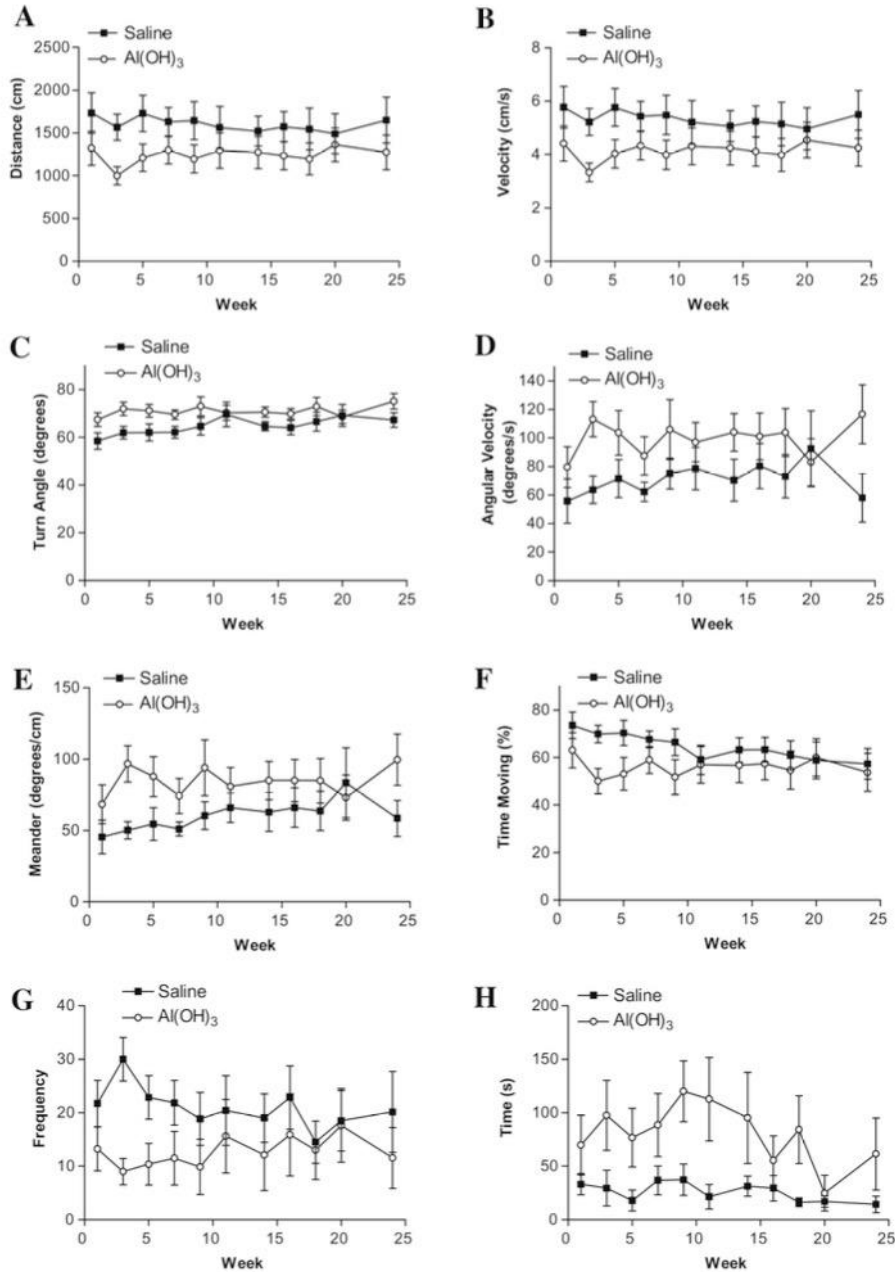 A
Saline
Al(OH)3
2500
2000
1500
1000
500
0
Distance (cm)
0 5 10 15 20 25
Week
B
Saline
Al(OH)3
8
6
4
2
0
Velocity (cm/s)
0 5 10 15 20 25
Week
C
Saline
Al(OH)3
80
60
40
20
0
Turn Angle (degrees)
0 5 10 15 20 25
Week
D
Saline
Al(OH)3
140
120
100
80
60
40
20
0
Angular Velocity
(degrees/s)
0 5 10 15 20 25
Week
E
Saline
Al(OH)3
150
100
50
0
Meander (degrees/cm)
0 5 10 15 20 25
Week
F
Saline
Al(OH)3
80
60
40
20
0
Time Moving (%)
0 5 10 15 20 25
Week
G
Saline
Al(OH)3
40
30
20
10
0
Frequency
0 5 10 15 20 25
Week
H
Saline
Al(OH)3
200
150
100
50
0
Time (s)
0 5 10 15 20 25
Week